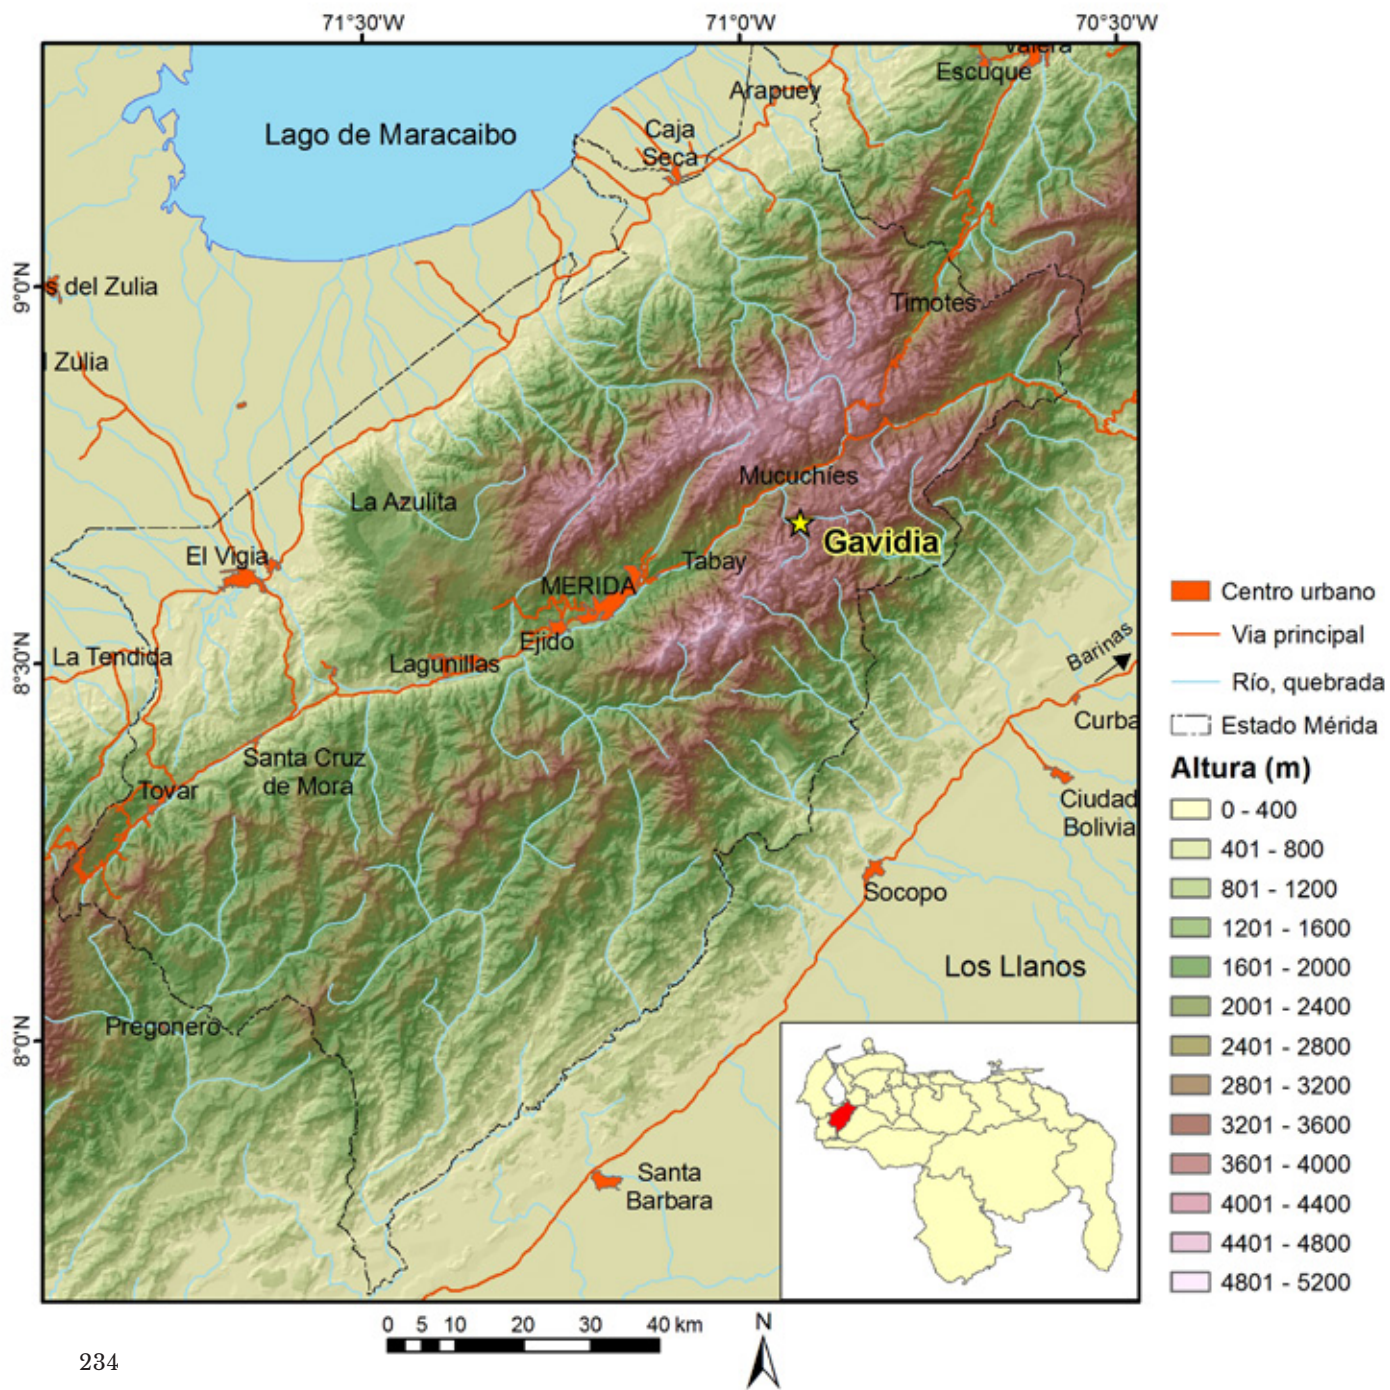 71°30'W
71°0'W
70°30'W
Valera
Escuque
Arapuey
Lago de Maracaibo
Caja
Seca
9°0'N
s del Zulia
Timotes
l Zulia
Mucuchíes
La Azulita
Gavidia
El Vigia
Tabay
MERIDA
Ejido
8°30'N
La Tendida
Lagunillas
Barinas
Curba
Santa Cruz
de Mora
Tovar
Ciudad
Bolivia
Socopo
Los Llanos
8°0'N
Pregonero
Santa
Barbara
Centro urbano
Via principal
Río, quebrada
Estado Mérida
Altura (m)
0 - 400
401 - 800
801 - 1200
1201 - 1600
1601 - 2000
2001 - 2400
2401 - 2800
2801 - 3200
3201 - 3600
3601 - 4000
4001 - 4400
4401 - 4800
4801 - 5200
0 5 10 20 30 40 km
N
234